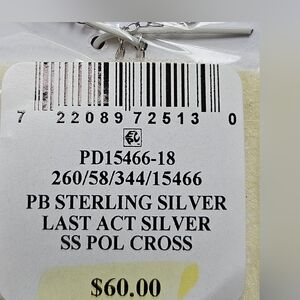 7 22089 72513 0
PD15466-18
260/58/344/15466
PB STERLING SILVER
LAST ACT SILVER
SS POL CROSS
$60.00